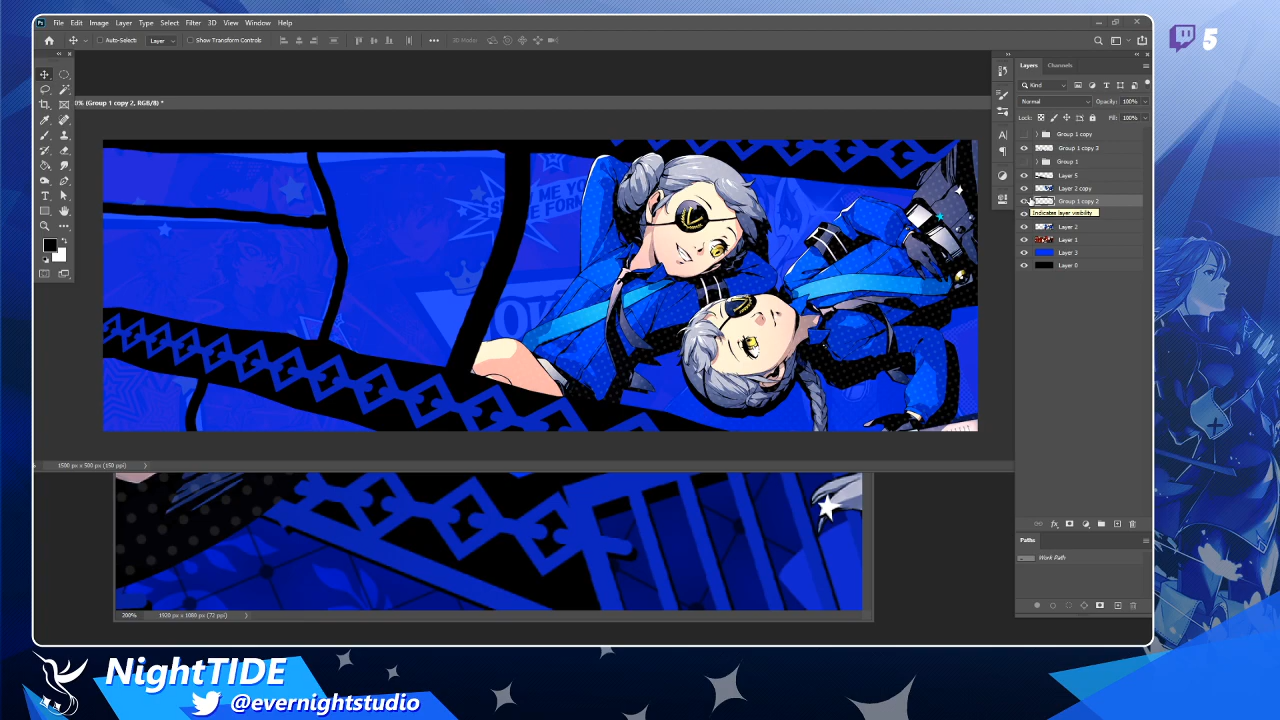 File Edit Image Layer Type Select Filter 3D View Window Help
Auto-Select: Layer Show Transform Controls 3D Mode:
5
Layers Channels
Kind
0% (Group 1 copy 2, RGB/8) *
Normal Opacity: 100%
Lock: Fill: 100%
Group 1 copy
Group 1 copy 3
Group 1
Layer 5
Layer 2 copy
Group 1 copy 2
Indicates layer visibility
Layer 2
Layer 1
Layer 3
Layer 0
1500 px x 500 px (150 ppi)
Paths
Work Path
200% 1920 px x 1080 px (72 ppi)
NightTIDE
@evernightstudio